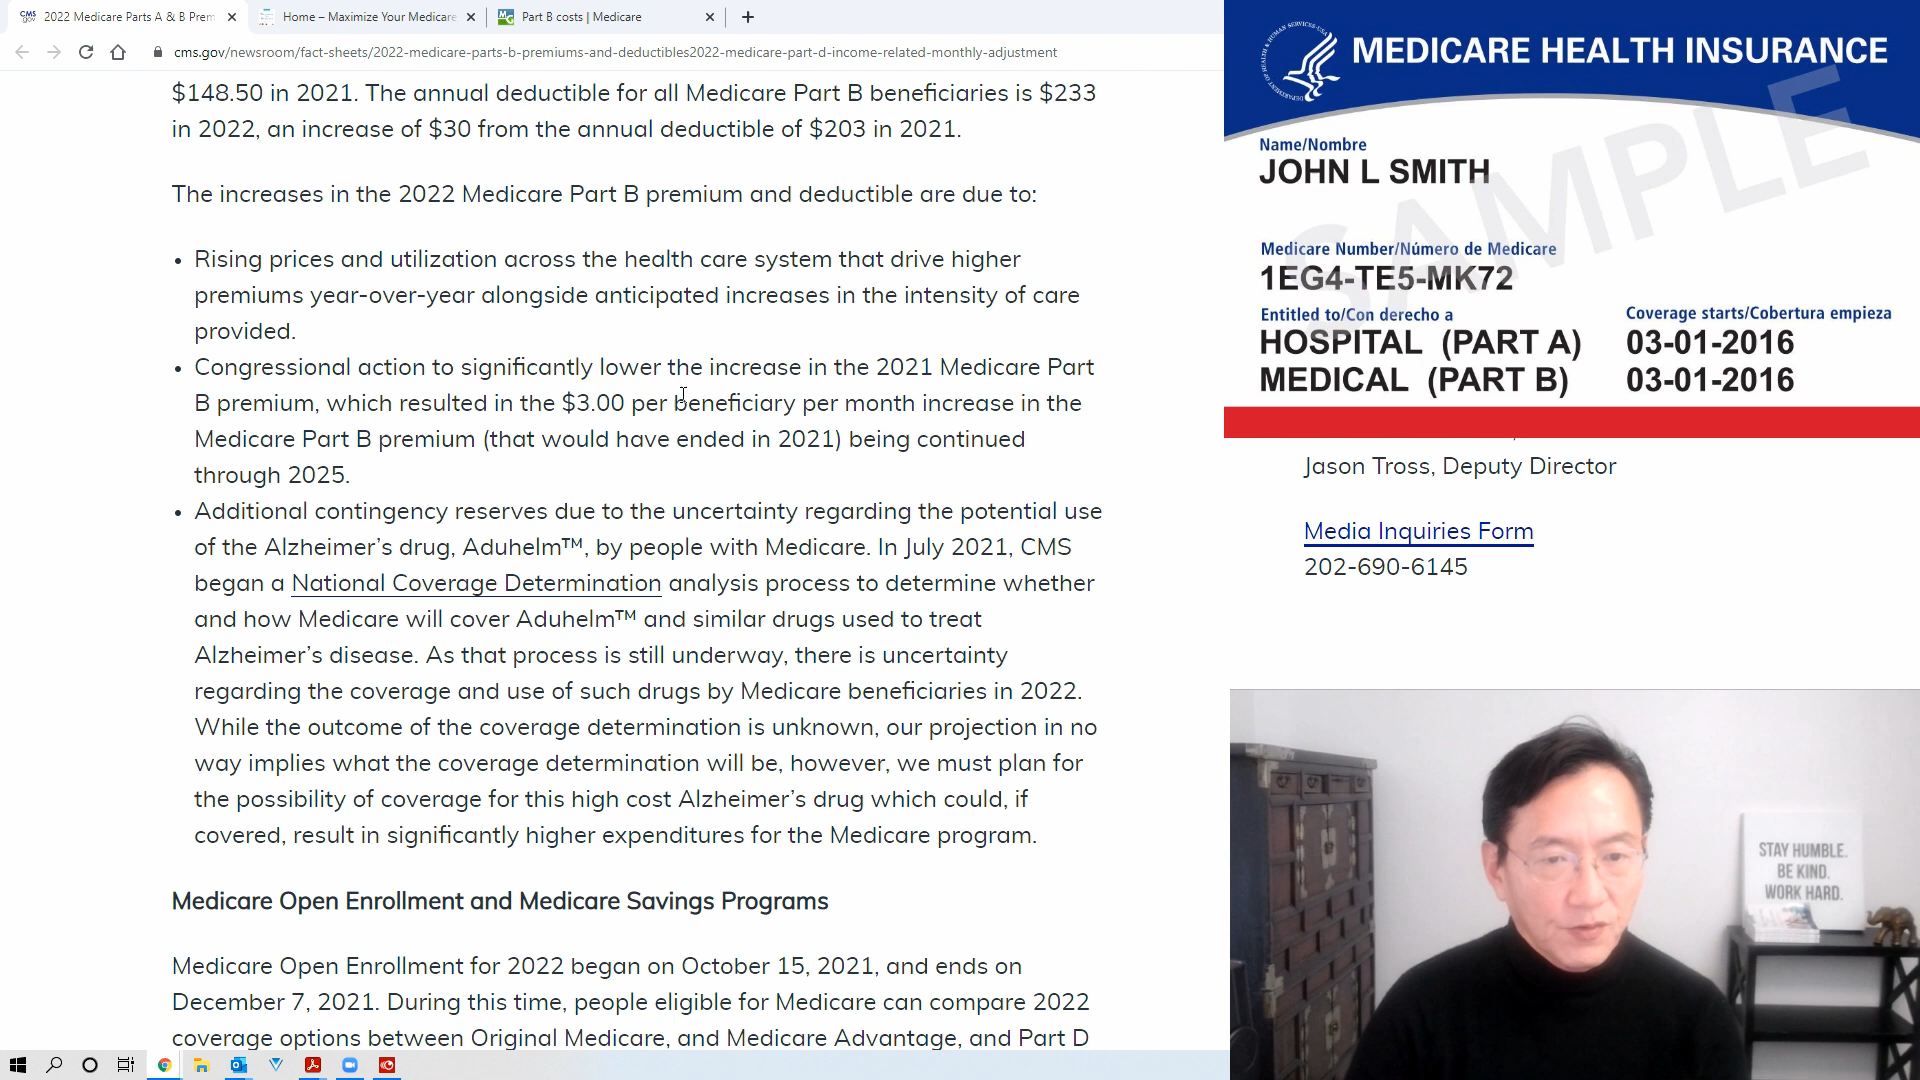 2022 Medicare Parts A & B Prem
Home – Maximize Your Medicare
Part B costs | Medicare
cms.gov/newsroom/fact-sheets/2022-medicare-parts-b-premiums-and-deductibles2022-medicare-part-d-income-related-monthly-adjustment
$148.50 in 2021. The annual deductible for all Medicare Part B beneficiaries is $233
in 2022, an increase of $30 from the annual deductible of $203 in 2021.
The increases in the 2022 Medicare Part B premium and deductible are due to:
• Rising prices and utilization across the health care system that drive higher
premiums year-over-year alongside anticipated increases in the intensity of care
provided.
• Congressional action to significantly lower the increase in the 2021 Medicare Part
B premium, which resulted in the $3.00 per beneficiary per month increase in the
Medicare Part B premium (that would have ended in 2021) being continued
through 2025.
• Additional contingency reserves due to the uncertainty regarding the potential use
of the Alzheimer’s drug, Aduhelm™, by people with Medicare. In July 2021, CMS
began a National Coverage Determination analysis process to determine whether
and how Medicare will cover Aduhelm™ and similar drugs used to treat
Alzheimer’s disease. As that process is still underway, there is uncertainty
regarding the coverage and use of such drugs by Medicare beneficiaries in 2022.
While the outcome of the coverage determination is unknown, our projection in no
way implies what the coverage determination will be, however, we must plan for
the possibility of coverage for this high cost Alzheimer’s drug which could, if
covered, result in significantly higher expenditures for the Medicare program.
Medicare Open Enrollment and Medicare Savings Programs
Medicare Open Enrollment for 2022 began on October 15, 2021, and ends on
December 7, 2021. During this time, people eligible for Medicare can compare 2022
coverage options between Original Medicare, and Medicare Advantage, and Part D
MEDICARE HEALTH INSURANCE
SAMPLE
Name/Nombre
JOHN L SMITH
Medicare Number/Número de Medicare
1EG4-TE5-MK72
Entitled to/Con derecho a
Coverage starts/Cobertura empieza
HOSPITAL (PART A) 03-01-2016
MEDICAL (PART B) 03-01-2016
Jason Tross, Deputy Director
Media Inquiries Form
202-690-6145
STAY HUMBLE.
BE KIND.
WORK HARD.